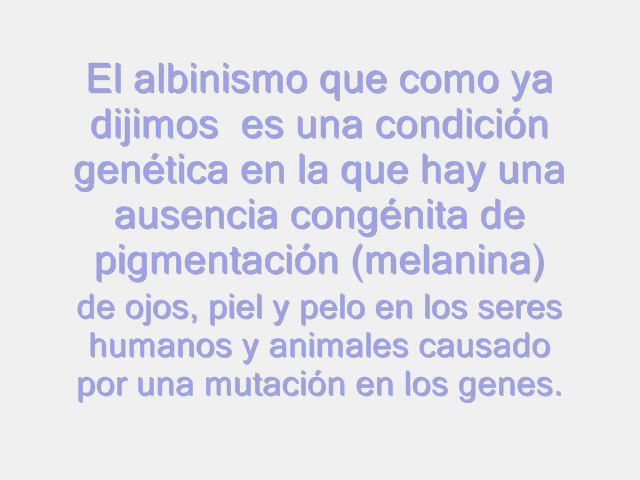 El albinismo que como ya
dijimos  es una condición
genética en la que hay una
ausencia congénita de
pigmentación (melanina)
de ojos, piel y pelo en los seres
humanos y animales causado
por una mutación en los genes.